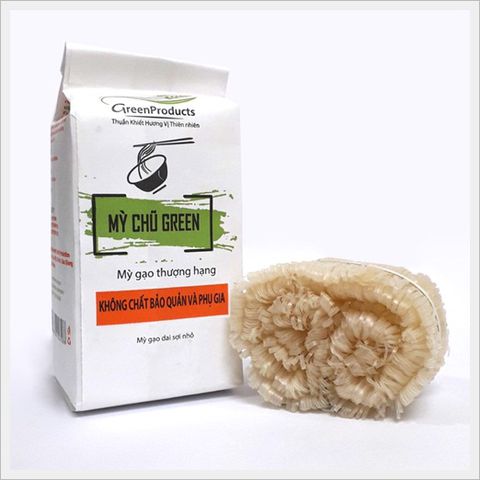 GreenProducts
Thuần Khiết Hương Vị Thiên nhiên
MỲ CHŨ GREEN
Mỳ gạo thượng hạng
KHÔNG CHẤT BẢO QUẢN VÀ PHỤ GIA
Mỳ gạo dai sợi nhỏ